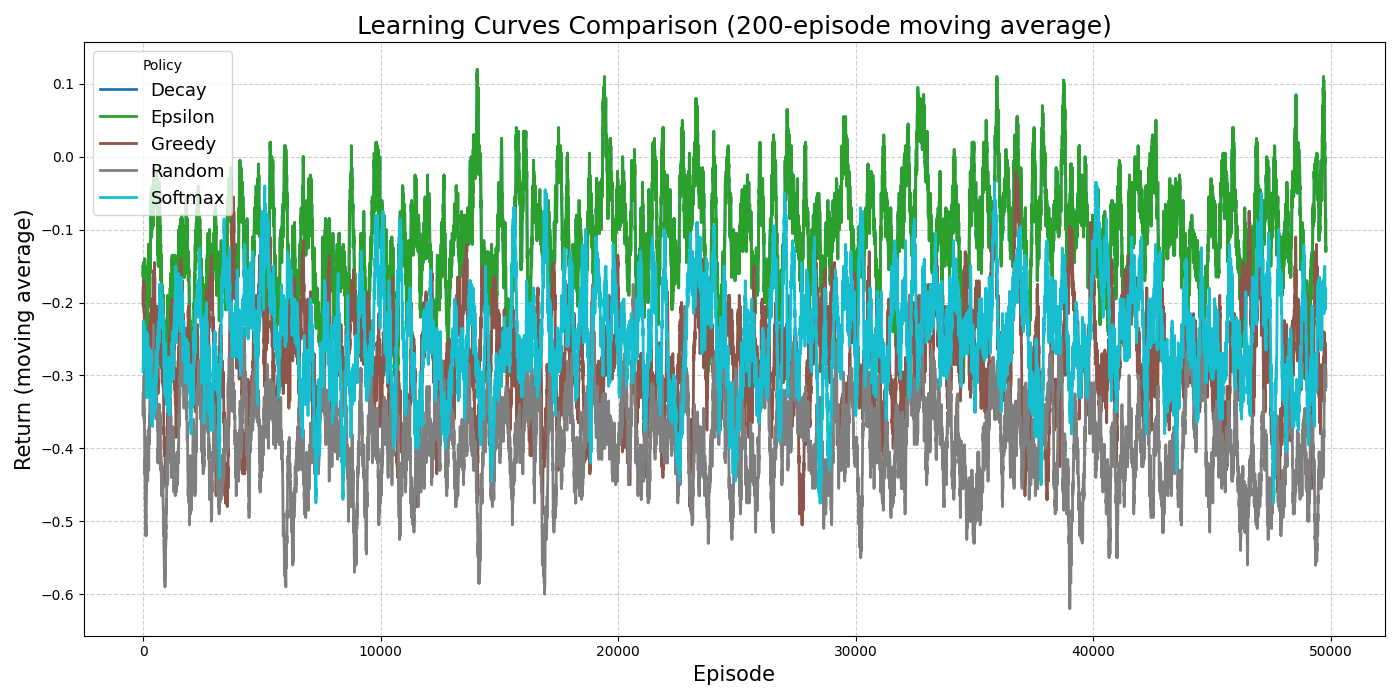 Learning Curves Comparison (200-episode moving average)
Policy
Decay
Epsilon
Greedy
Random
Softmax
0.1
0.0
−0.1
−0.2
−0.3
−0.4
−0.5
−0.6
Return (moving average)
0 10000 20000 30000 40000 50000
Episode